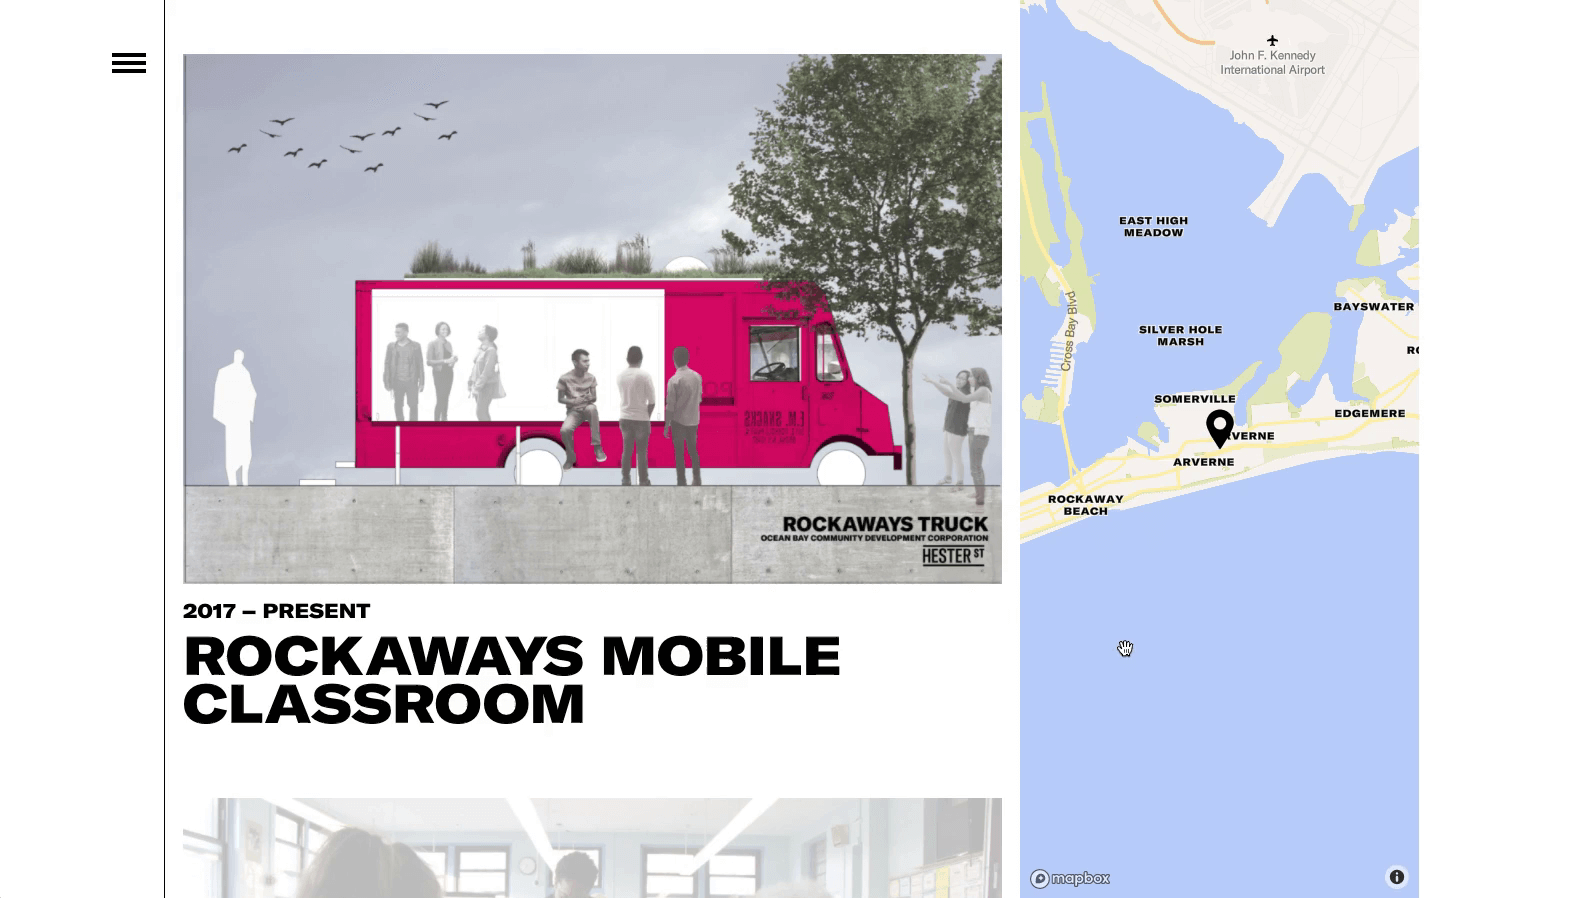 E.M. SNACKS
ROCKAWAYS TRUCK
OCEAN BAY COMMUNITY DEVELOPMENT CORPORATION
HESTER ST
2017 – PRESENT
ROCKAWAYS MOBILE
CLASSROOM
John F. Kennedy
International Airport
EAST HIGH
MEADOW
Cross Bay Blvd
BAYSWATER
SILVER HOLE
MARSH
SOMERVILLE
EDGEMERE
ARVERNE
ROCKAWAY
BEACH
mapbox